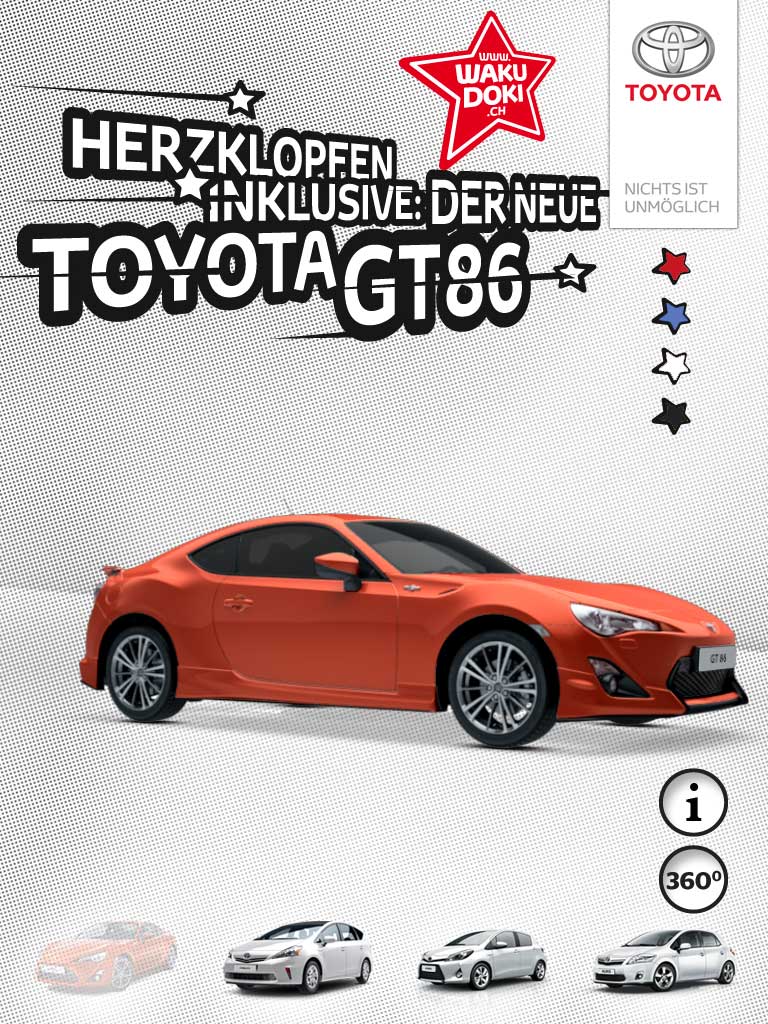 WWW.
WAKU
DOKI
.CH
TOYOTA
NICHTS IST
UNMÖGLICH
HERZKLOPFEN
INKLUSIVE: DER NEUE
TOYOTA GT86
GT 86
i
360°